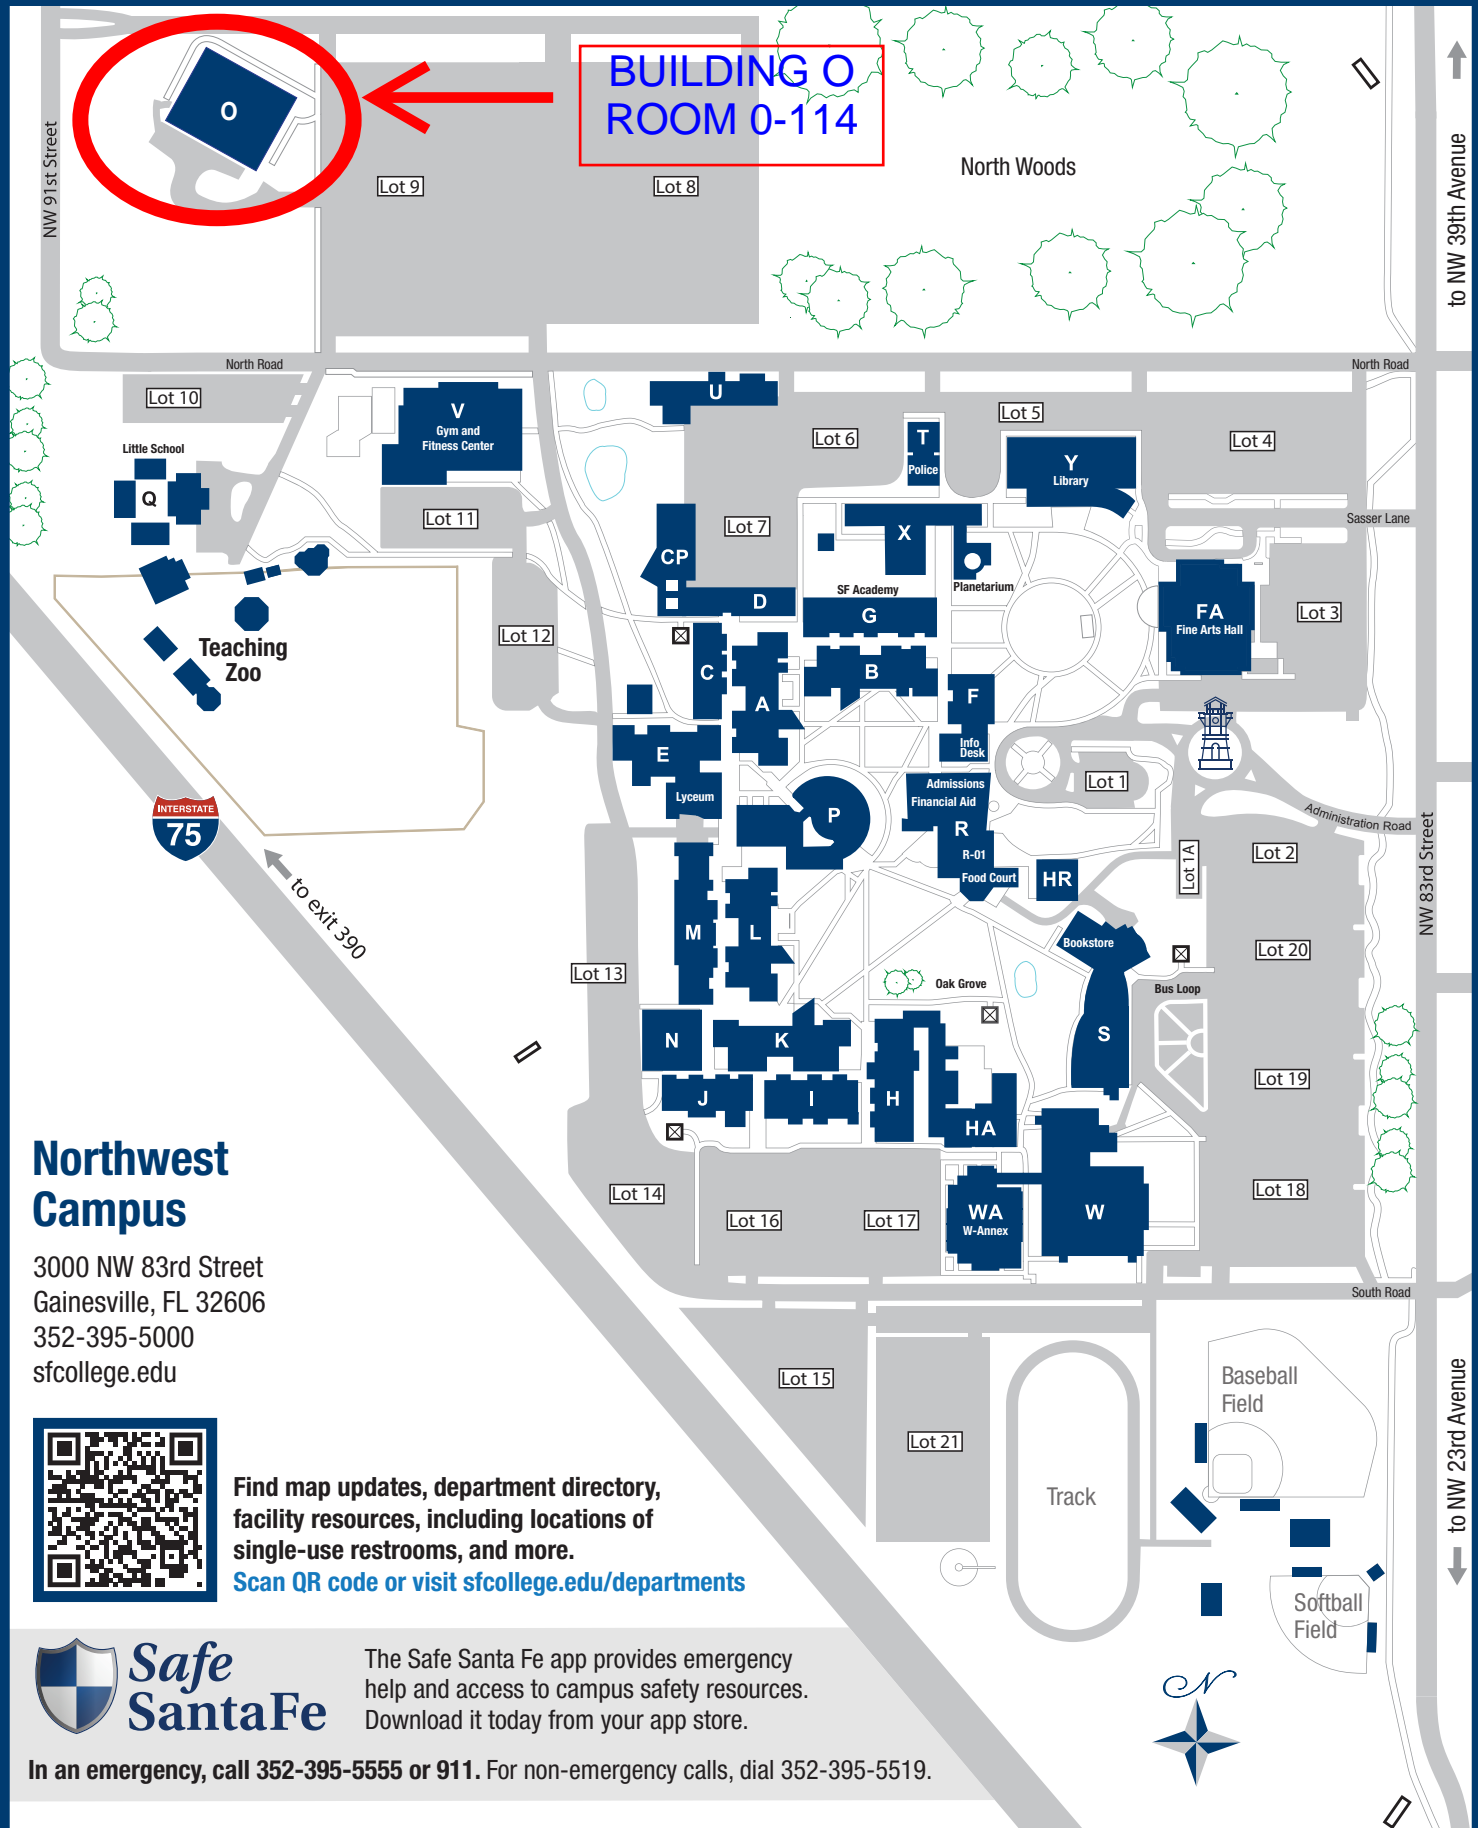 BUILDING O
ROOM 0-114
O
NW 91st Street
Lot 9
Lot 8
North Woods
to NW 39th Avenue
North Road
North Road
Lot 10
V
Gym and
Fitness Center
U
Lot 6
T
Police
Lot 5
Y
Library
Lot 4
Little School
Q
Lot 11
Lot 7
X
Sasser Lane
CP
Planetarium
SF Academy
D
G
FA
Fine Arts Hall
Lot 3
Lot 12
Teaching
Zoo
C
A
B
F
Info
Desk
E
Lyceum
P
Admissions
Financial Aid
R
R-01
Food Court
HR
Lot 1
Lot 1A
Administration Road
Lot 2
NW 83rd Street
INTERSTATE
75
to exit 390
M
L
Bookstore
Lot 20
Lot 13
Oak Grove
Bus Loop
N
K
S
J
I
H
HA
Lot 19
Lot 14
Lot 16
Lot 17
WA
W-Annex
W
Lot 18
South Road
Northwest
Campus
3000 NW 83rd Street
Gainesville, FL 32606
352-395-5000
sfcollege.edu
Lot 15
Lot 21
Track
Baseball
Field
Softball
Field
to NW 23rd Avenue
Find map updates, department directory,
facility resources, including locations of
single-use restrooms, and more.
Scan QR code or visit sfcollege.edu/departments
N
Safe
SantaFe
The Safe Santa Fe app provides emergency
help and access to campus safety resources.
Download it today from your app store.
In an emergency, call 352-395-5555 or 911. For non-emergency calls, dial 352-395-5519.